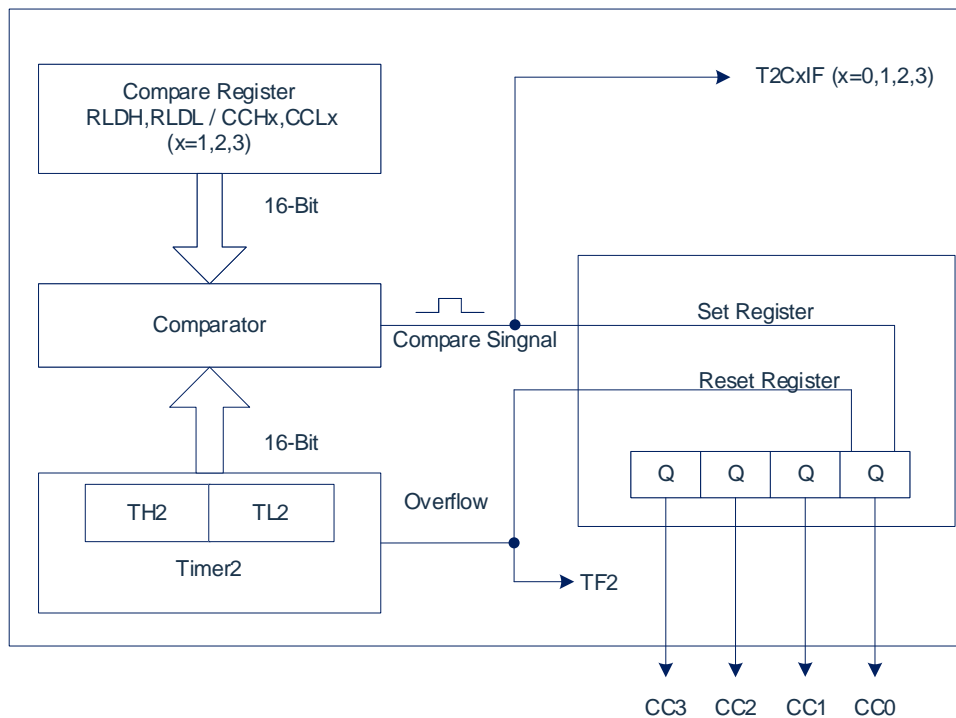 Compare Register
RLDH,RLDL / CCHx,CCLx
(x=1,2,3)
T2CxIF (x=0,1,2,3)
16-Bit
Comparator
Compare Singnal
Set Register
Reset Register
16-Bit
TH2
TL2
Timer2
Overflow
TF2
Q
Q
Q
Q
CC3
CC2
CC1
CC0